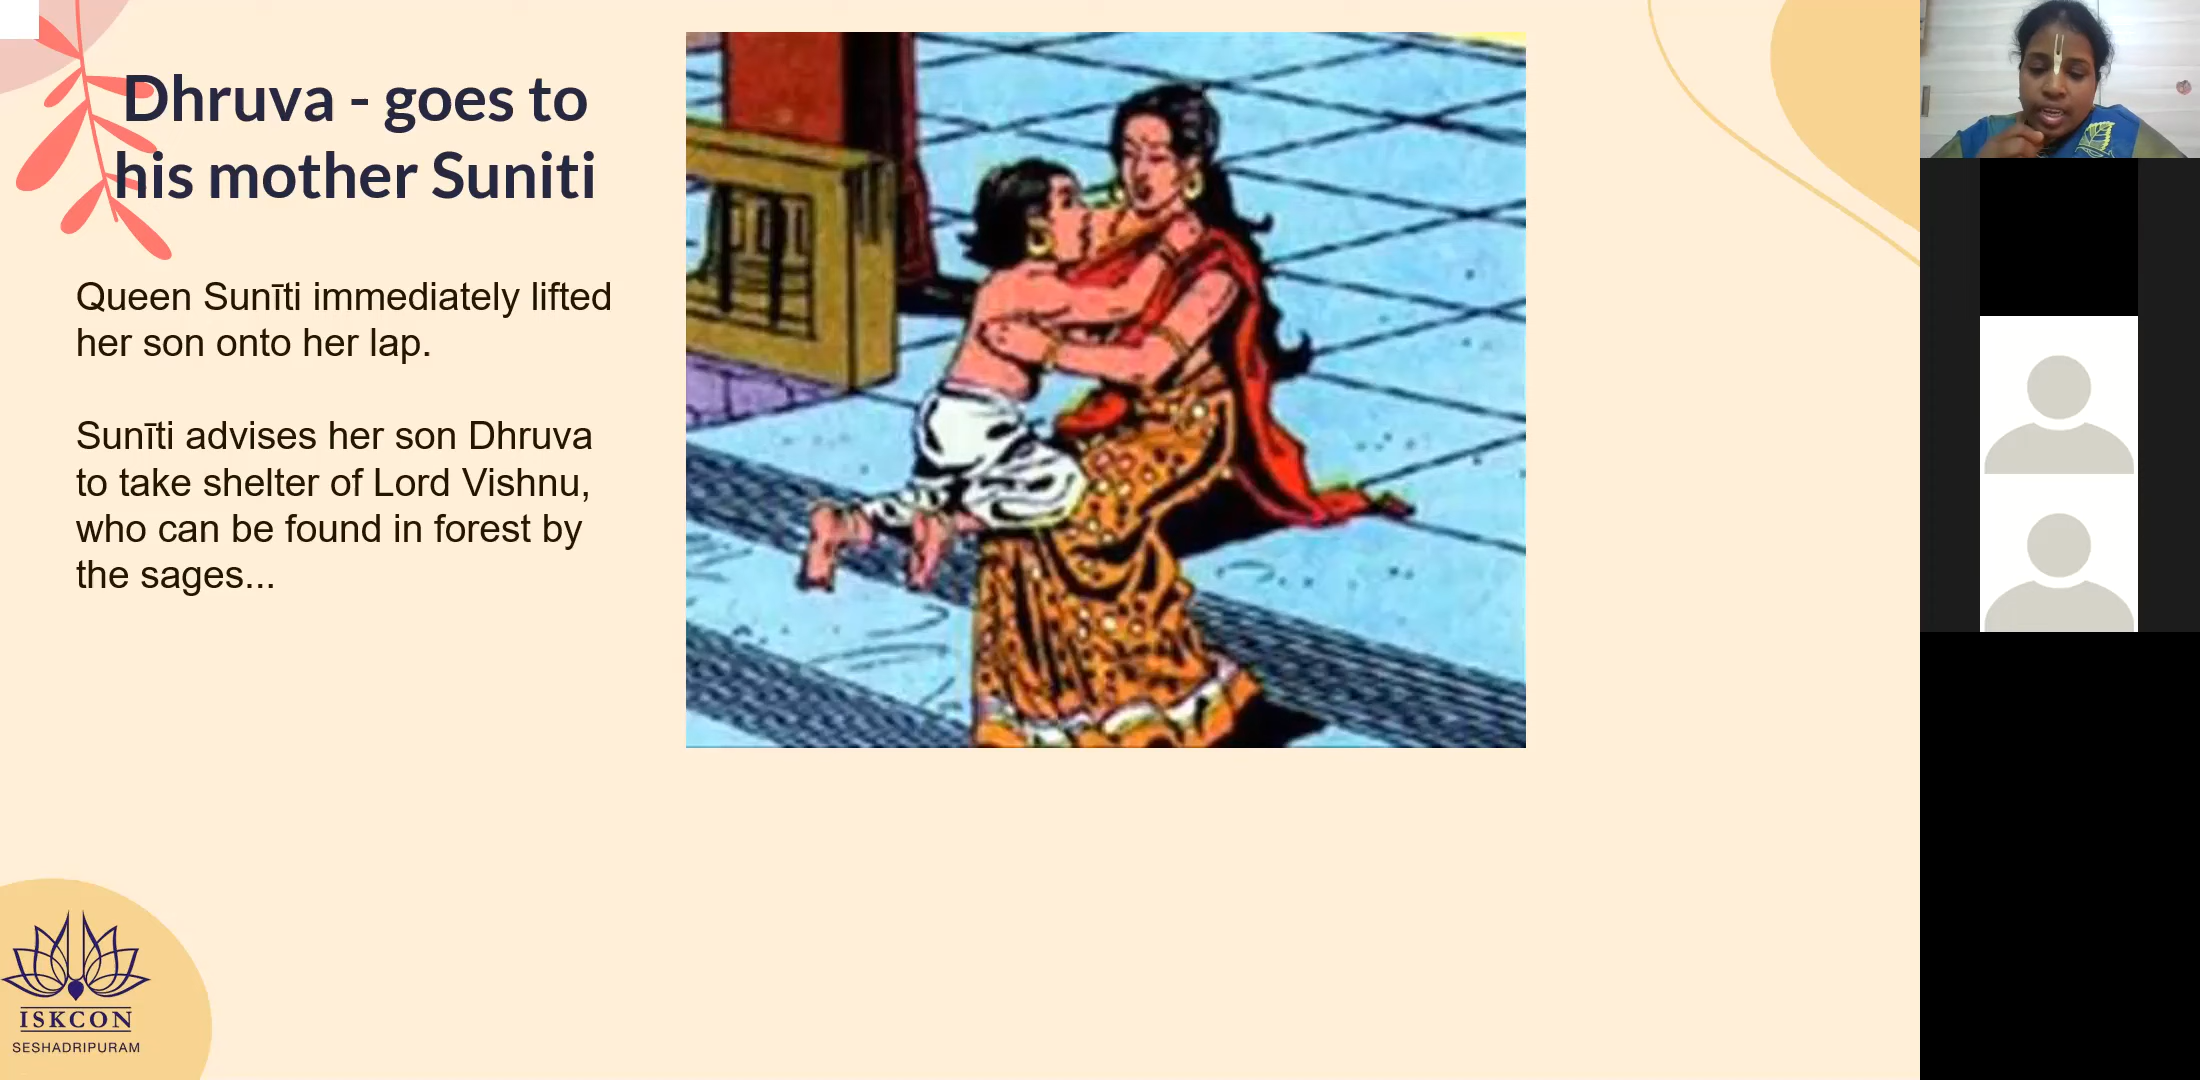 Dhruva - goes to
his mother Suniti
Queen Sunīti immediately lifted
her son onto her lap.
Sunīti advises her son Dhruva
to take shelter of Lord Vishnu,
who can be found in forest by
the sages...
ISKCON
SESHADRIPURAM